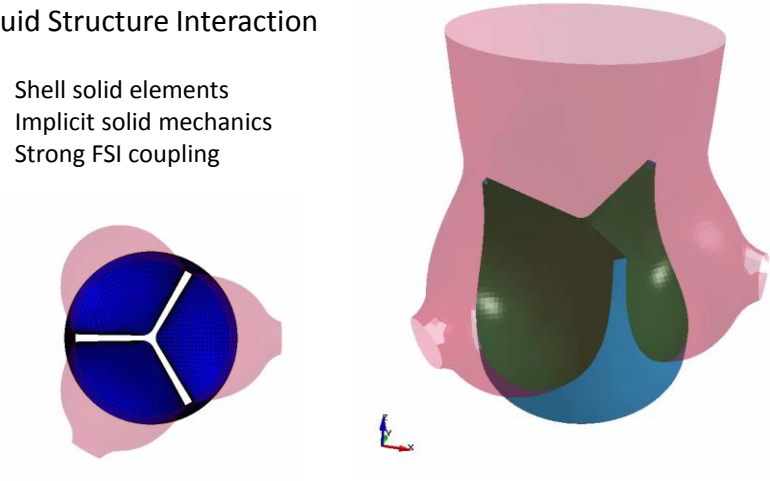 uid Structure Interaction
Shell solid elements
Implicit solid mechanics
Strong FSI coupling
Z
Y
X